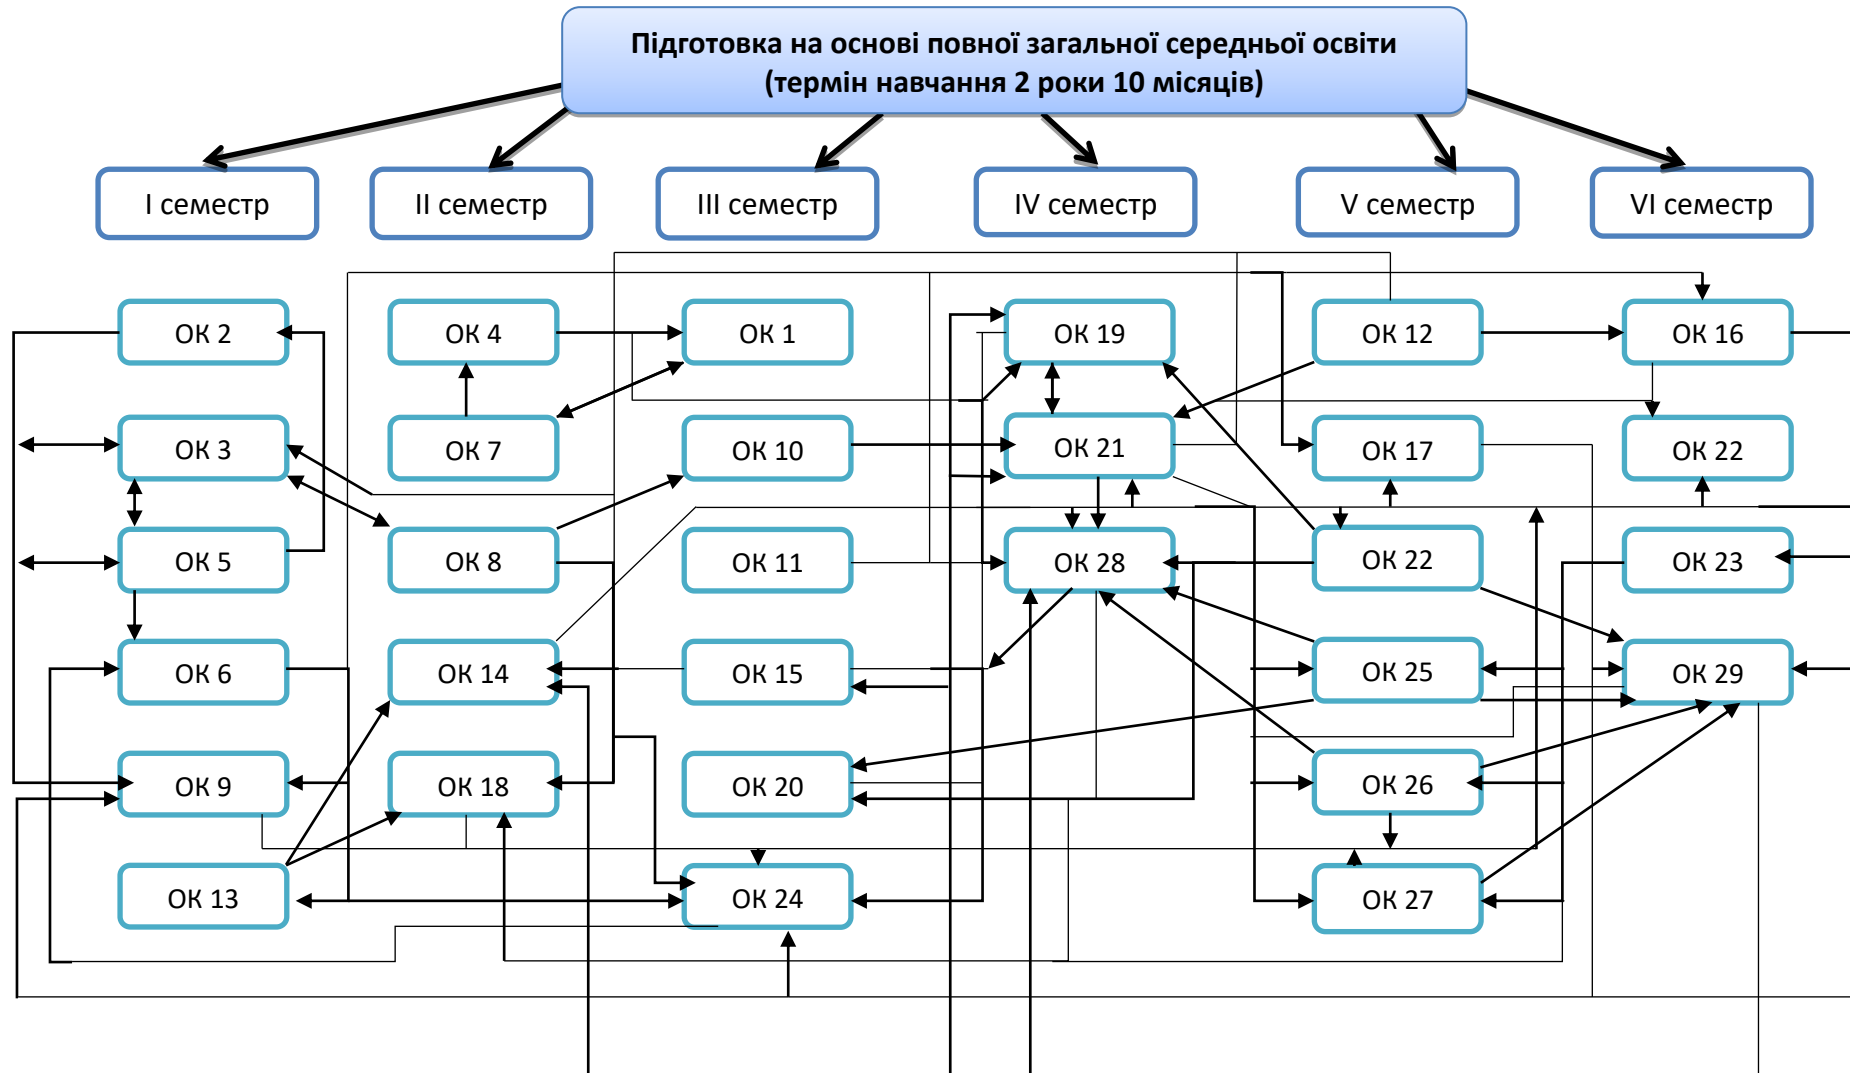 Підготовка на основі повної загальної середньої освіти
(термін навчання 2 роки 10 місяців)
І семестр
ІІ семестр
ІІІ семестр
IV семестр
V семестр
VI семестр
ОК 2
ОК 4
ОК 1
ОК 19
ОК 12
ОК 16
ОК 3
ОК 7
ОК 10
ОК 21
ОК 17
ОК 22
ОК 5
ОК 8
ОК 11
ОК 28
ОК 22
ОК 23
ОК 6
ОК 14
ОК 15
ОК 25
ОК 29
ОК 9
ОК 18
ОК 20
ОК 26
ОК 13
ОК 24
ОК 27